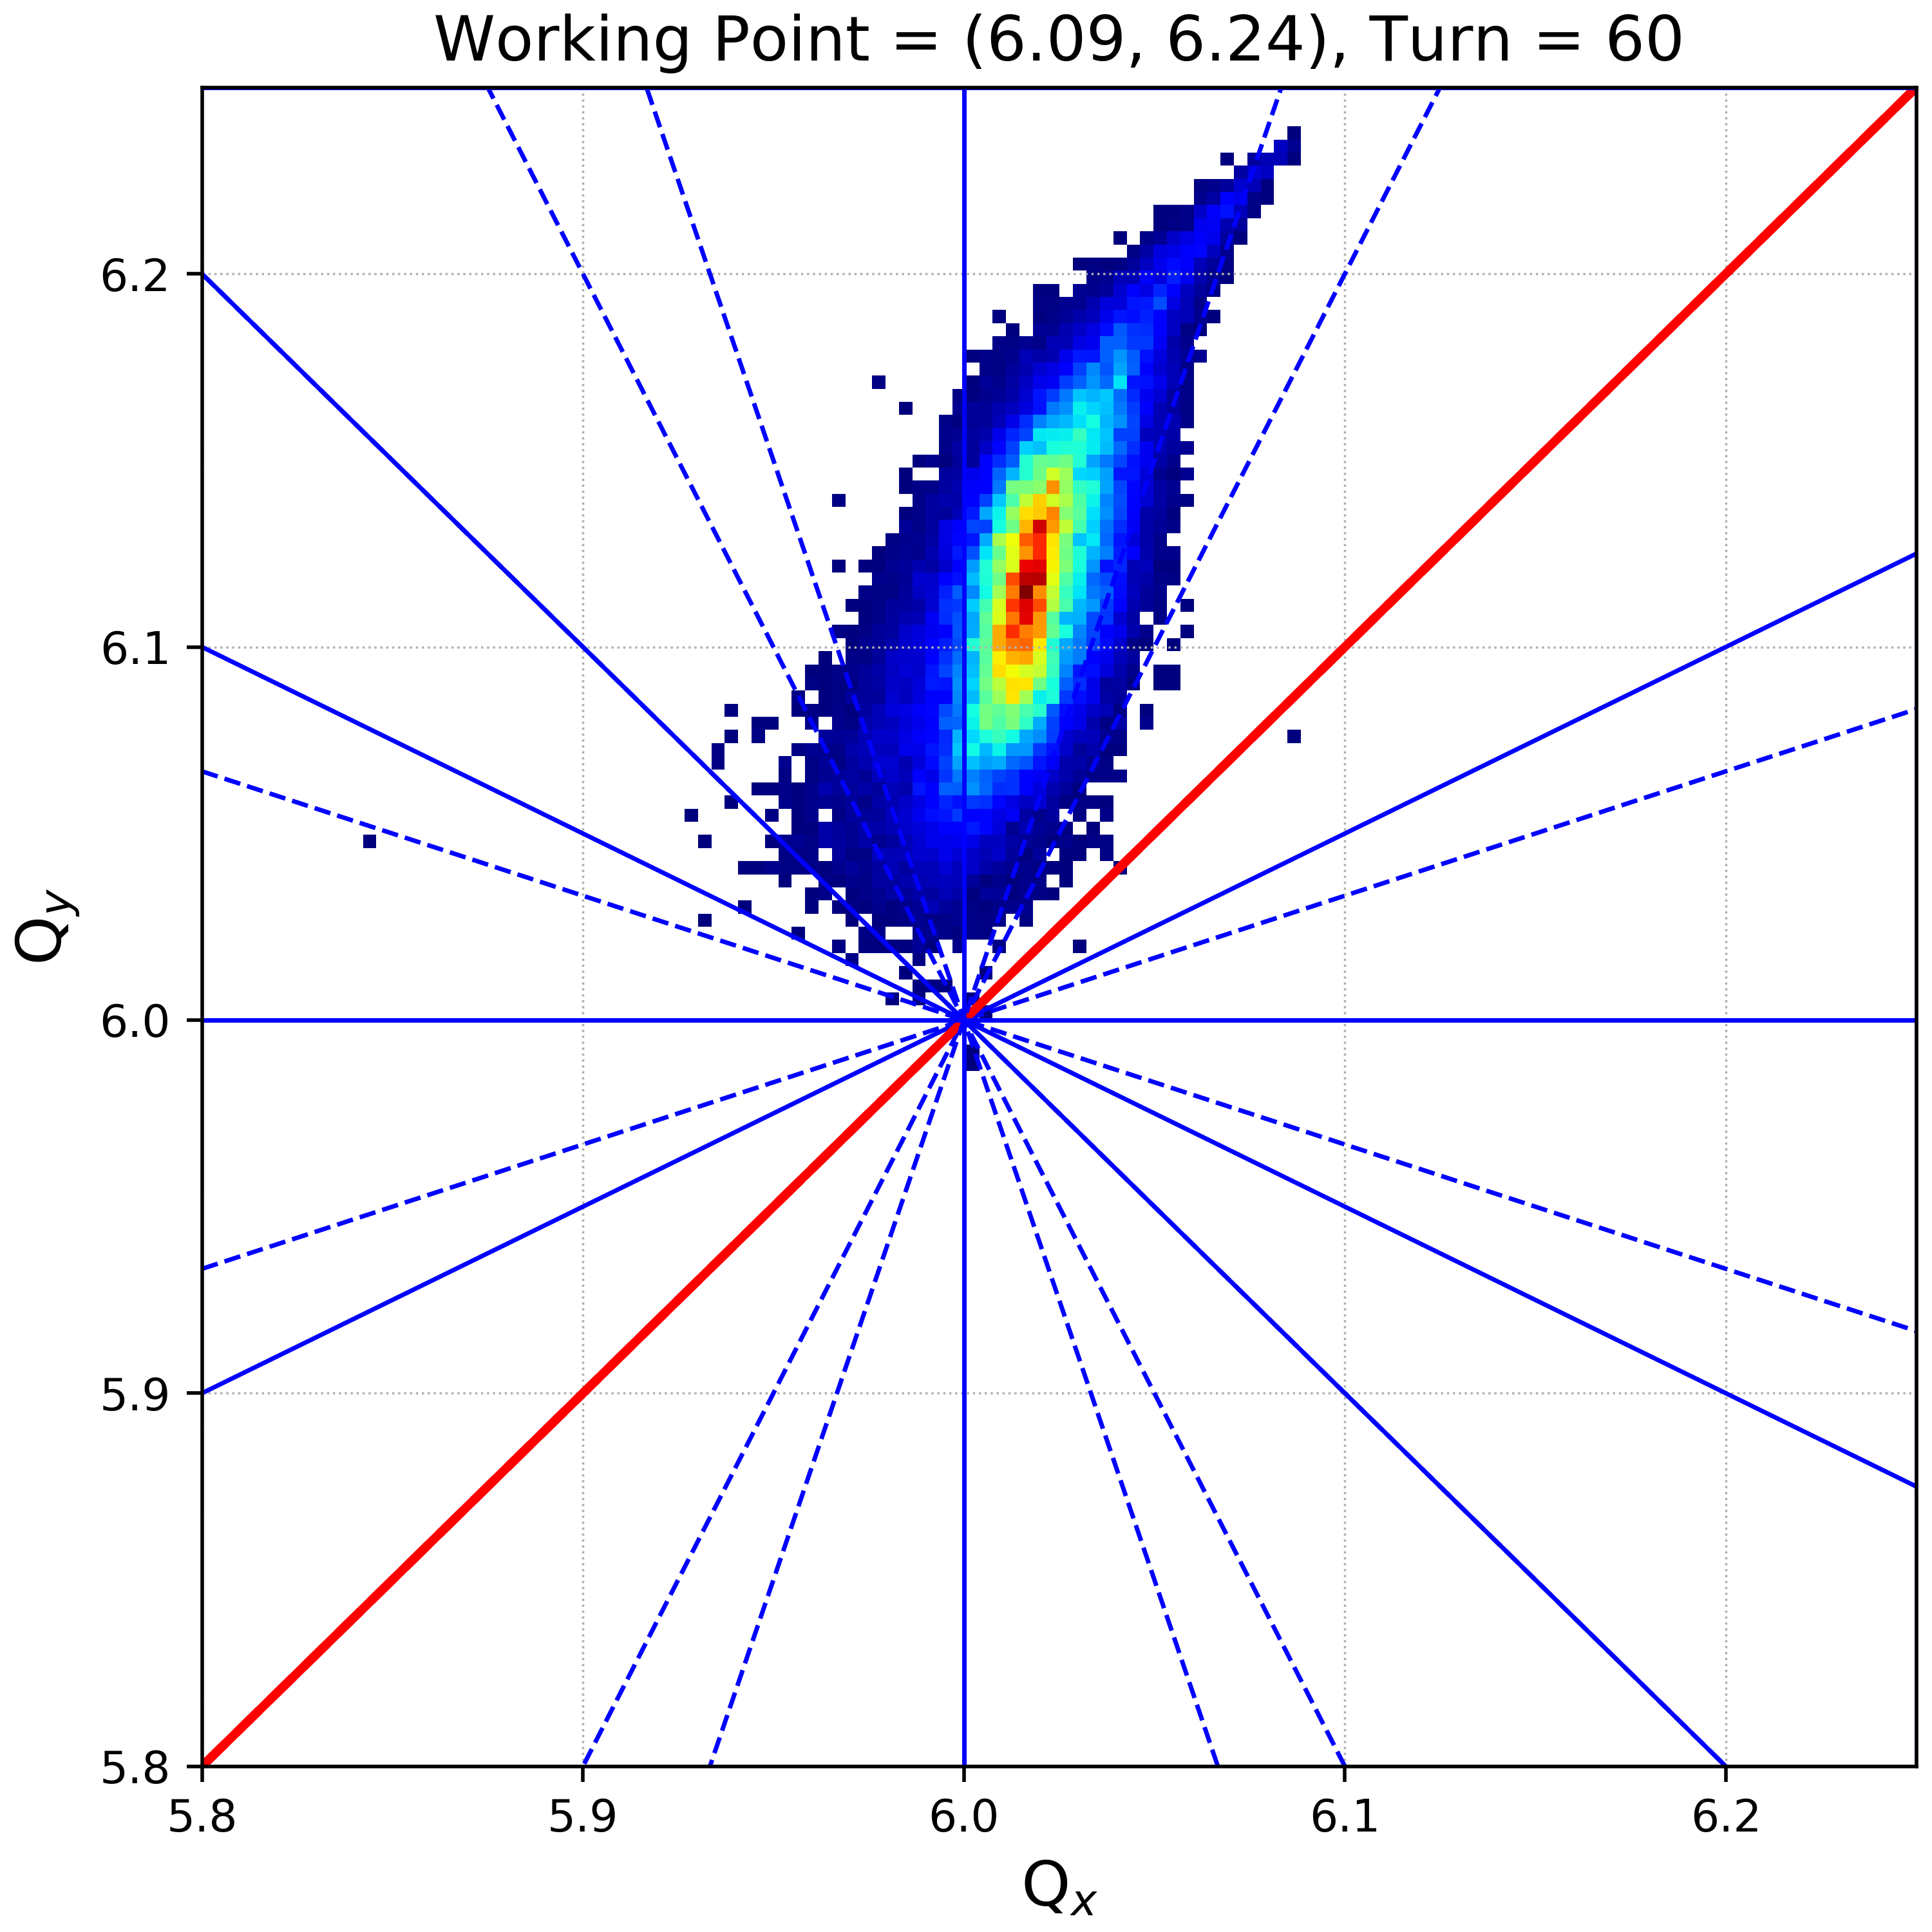 Working Point = (6.09, 6.24), Turn = 60
6.2
6.1
6.0
5.9
5.8
Qy
5.8 5.9 6.0 6.1 6.2
Qx